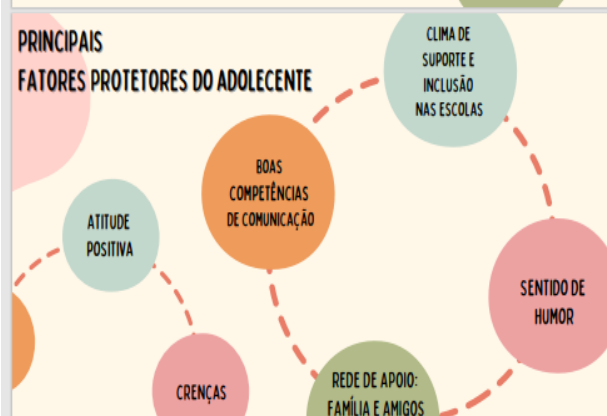 PRINCIPAIS
FATORES PROTETORES DO ADOLECENTE
CLIMA DE
SUPORTE E
INCLUSÃO
NAS ESCOLAS
BOAS
COMPETÊNCIAS
DE COMUNICAÇÃO
ATITUDE
POSITIVA
SENTIDO DE
HUMOR
CRENÇAS
REDE DE APOIO:
FAMÍLIA E AMIGOS